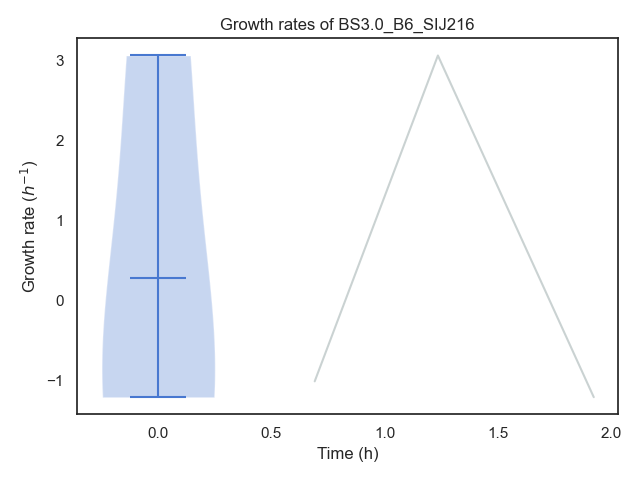 Growth rates of BS3.0_B6_SIJ216
Growth rate ($h^{-1}$)
3
2
1
0
−1
0.0 0.5 1.0 1.5 2.0
Time (h)